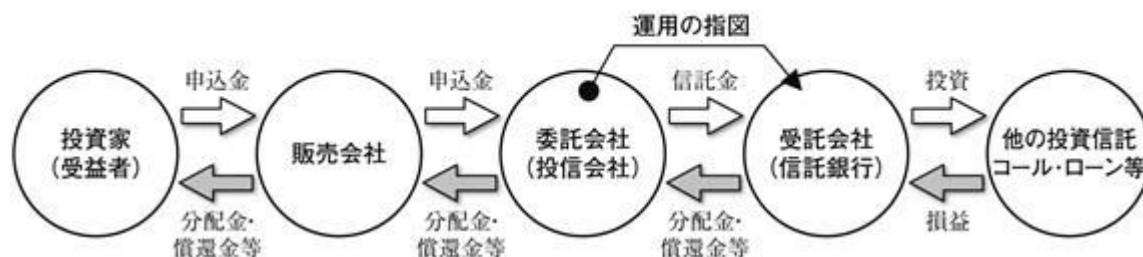 運用の指図
申込金
申込金
信託金
投資
投資家
(受益者)
販売会社
委託会社
(投信会社)
受託会社
(信託銀行)
他の投資信託
コール・ローン等
分配金・
償還金等
分配金・
償還金等
分配金・
償還金等
損益